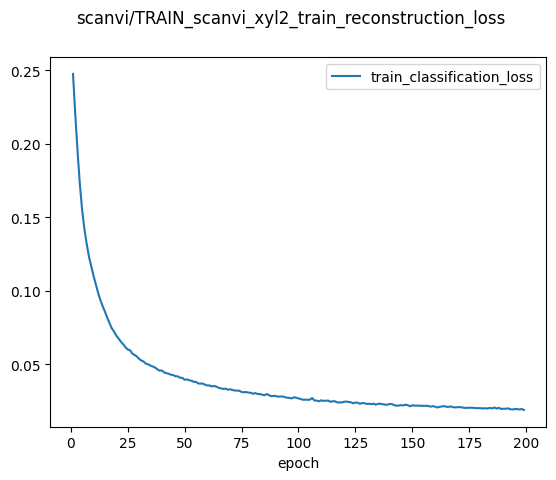 scanvi/TRAIN_scanvi_xyl2_train_reconstruction_loss
train_classification_loss
0.25
0.20
0.15
0.10
0.05
0 25 50 75 100 125 150 175 200
epoch